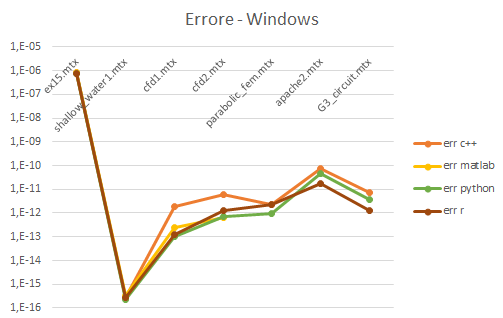 Errore - Windows
1,E-05
1,E-06
1,E-07
1,E-08
1,E-09
1,E-10
1,E-11
1,E-12
1,E-13
1,E-14
1,E-15
1,E-16
ex15.mtx
shallow_water1.mtx
cfd1.mtx
cfd2.mtx
parabolic_fem.mtx
apache2.mtx
G3_circuit.mtx
err c++
err matlab
err python
err r